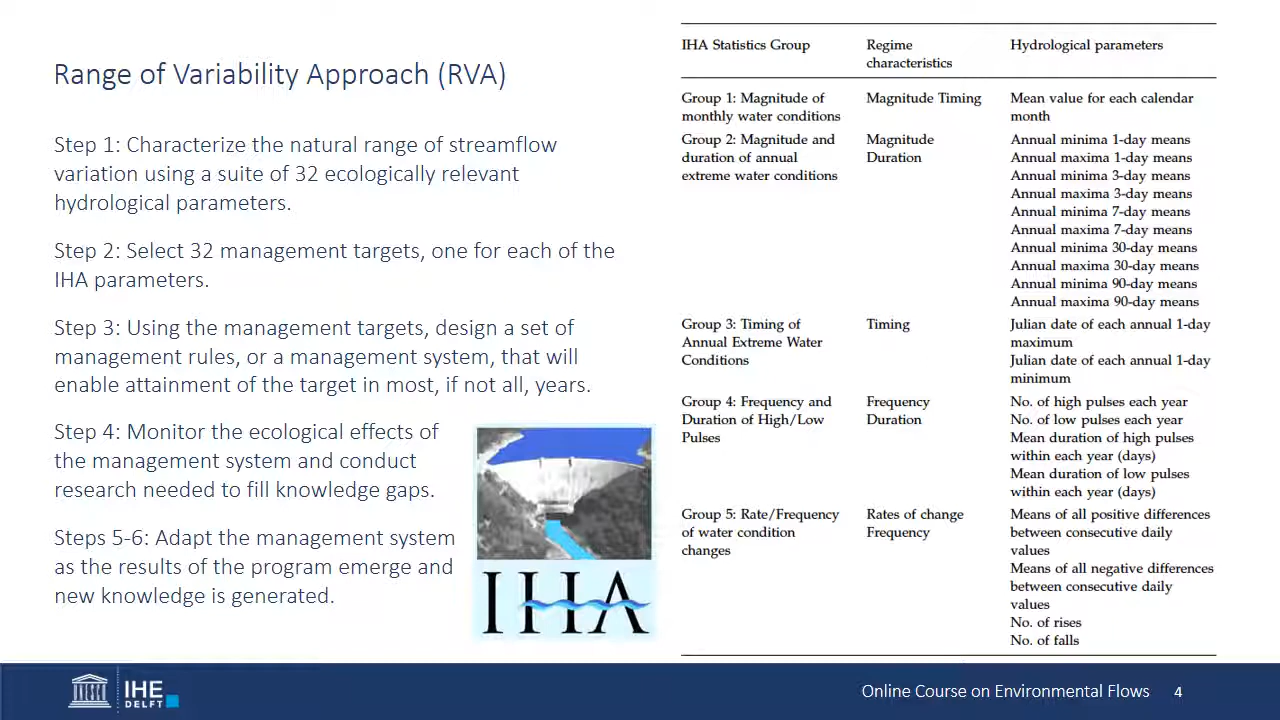 Range of Variability Approach (RVA)
Step 1: Characterize the natural range of streamflow
variation using a suite of 32 ecologically relevant
hydrological parameters.
Step 2: Select 32 management targets, one for each of the
IHA parameters.
Step 3: Using the management targets, design a set of
management rules, or a management system, that will
enable attainment of the target in most, if not all, years.
Step 4: Monitor the ecological effects of
the management system and conduct
research needed to fill knowledge gaps.
Steps 5-6: Adapt the management system
as the results of the program emerge and
new knowledge is generated.
IHA
IHA Statistics Group
Regime
characteristics
Hydrological parameters
Group 1: Magnitude of
monthly water conditions
Magnitude Timing
Mean value for each calendar
month
Group 2: Magnitude and
duration of annual
extreme water conditions
Magnitude
Duration
Annual minima 1-day means
Annual maxima 1-day means
Annual minima 3-day means
Annual maxima 3-day means
Annual minima 7-day means
Annual maxima 7-day means
Annual minima 30-day means
Annual maxima 30-day means
Annual minima 90-day means
Annual maxima 90-day means
Group 3: Timing of
Annual Extreme Water
Conditions
Timing
Julian date of each annual 1-day
maximum
Julian date of each annual 1-day
minimum
Group 4: Frequency and
Duration of High/Low
Pulses
Frequency
Duration
No. of high pulses each year
No. of low pulses each year
Mean duration of high pulses
within each year (days)
Mean duration of low pulses
within each year (days)
Group 5: Rate/Frequency
of water condition
changes
Rates of change
Frequency
Means of all positive differences
between consecutive daily
values
Means of all negative differences
between consecutive daily
values
No. of rises
No. of falls
IHE
DELFT
Online Course on Environmental Flows
4